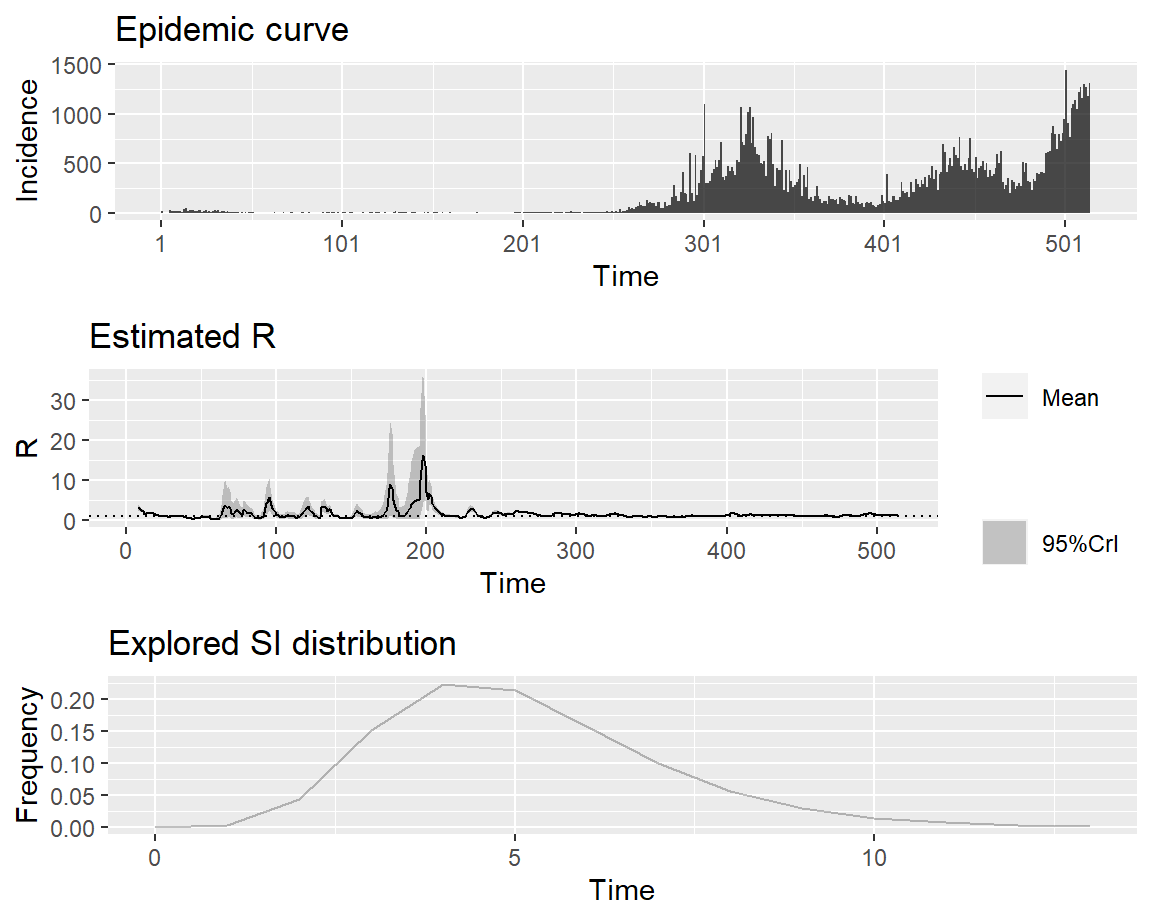 Epidemic curve
1500
1000
500
0
Incidence
1 101 201 301 401 501
Time
Estimated R
30
20
10
0
R
0 100 200 300 400 500
Time
Mean
95%CrI
Explored SI distribution
0.20
0.15
0.10
0.05
0.00
Frequency
0 5 10
Time